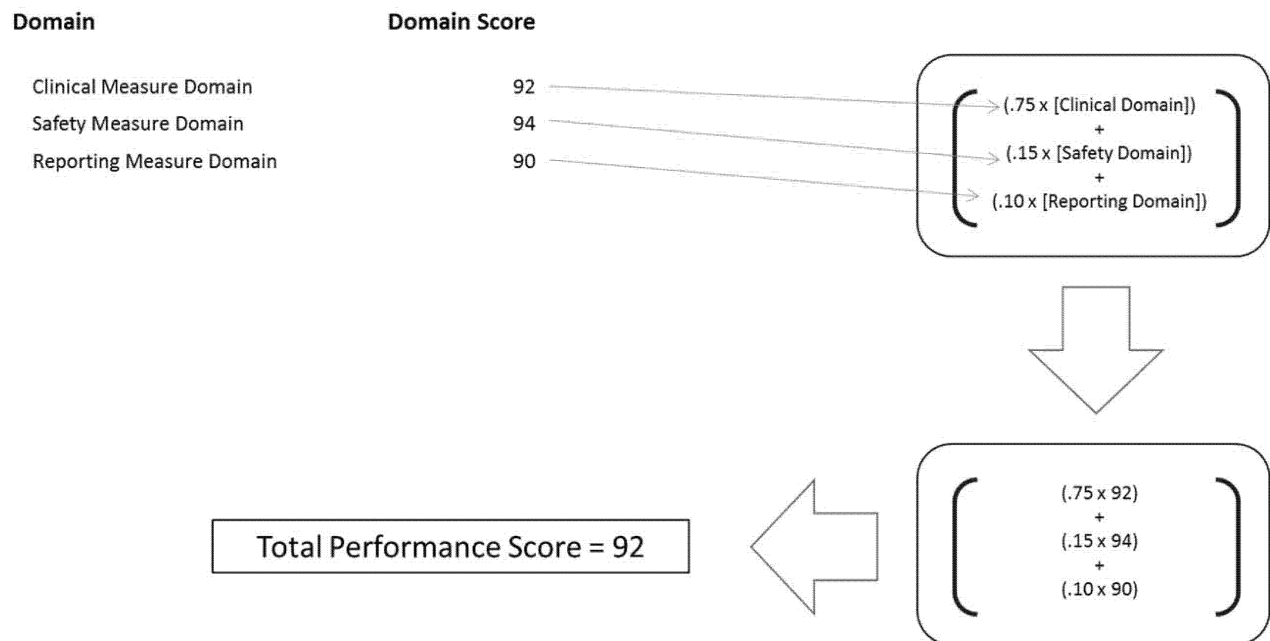 Domain Domain Score
Clinical Measure Domain 92
Safety Measure Domain 94
Reporting Measure Domain 90
(.75 x [Clinical Domain])
+
(.15 x [Safety Domain])
+
(.10 x [Reporting Domain])
(.75 x 92)
+
(.15 x 94)
+
(.10 x 90)
Total Performance Score = 92